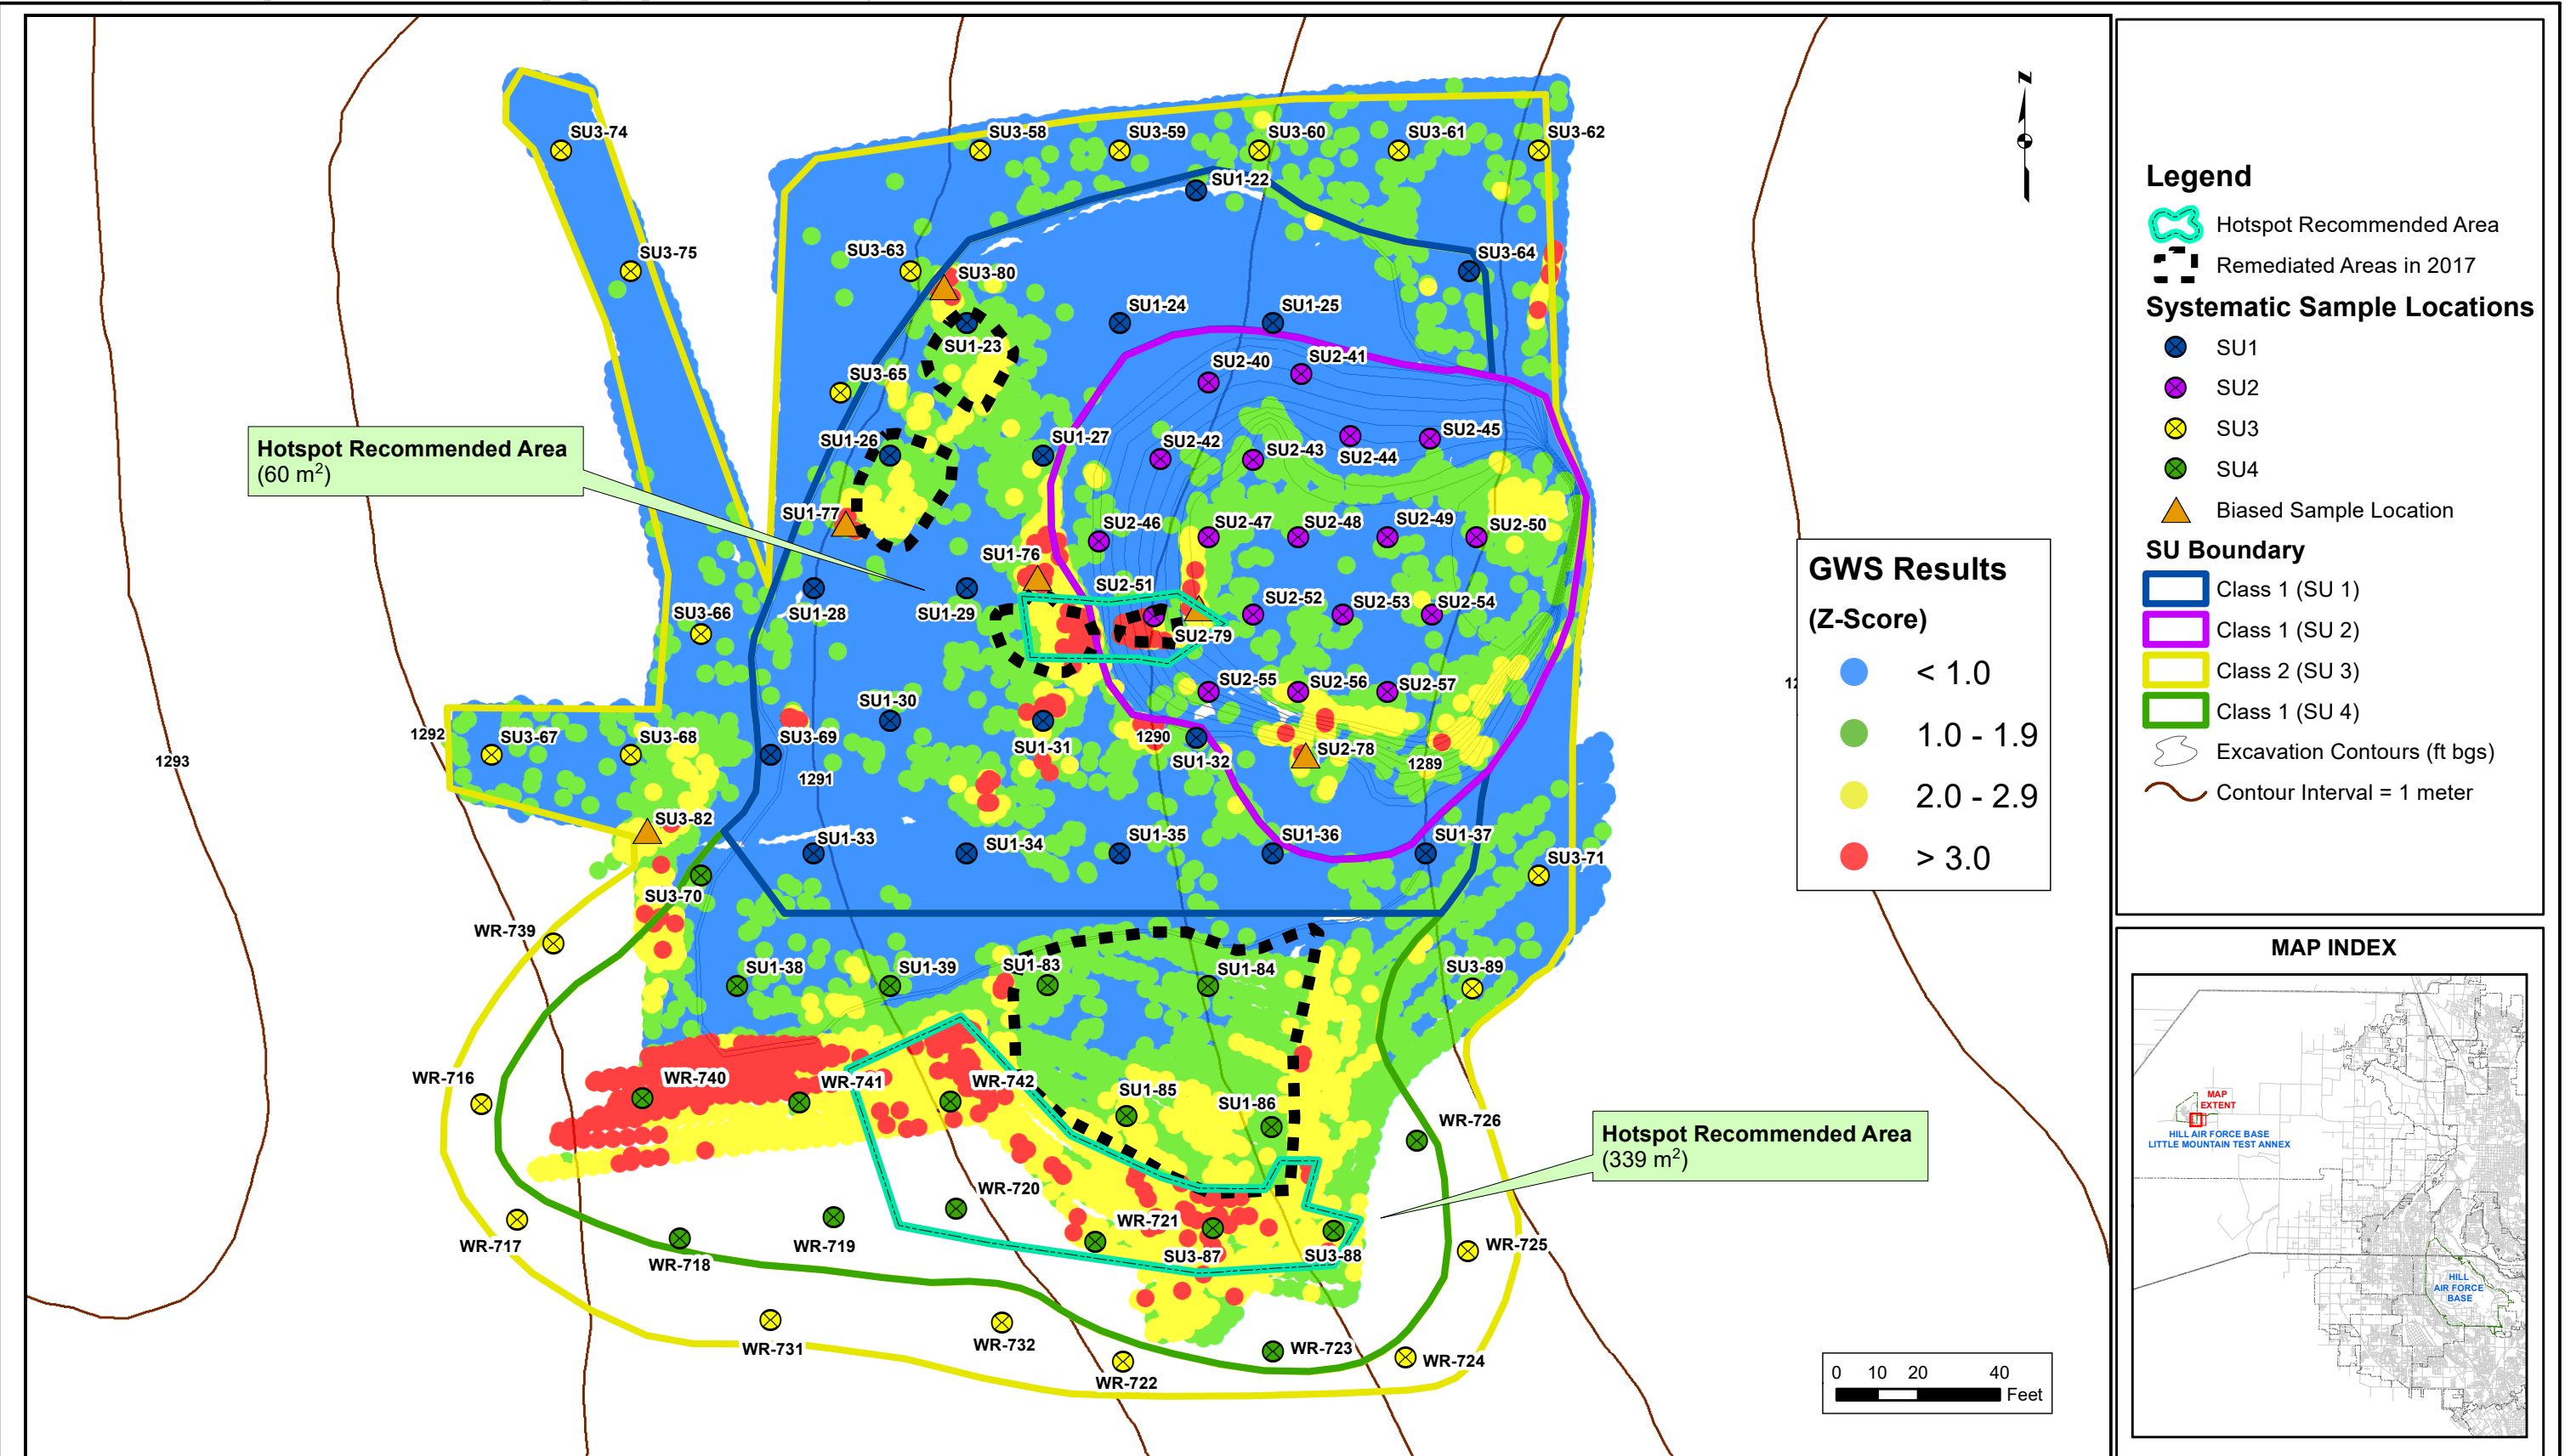 SU3-74
SU3-58
SU3-59
SU3-60
SU3-61
SU3-62
SU1-22
SU3-75
SU3-63
SU3-80
SU3-64
SU1-24
SU1-25
SU1-23
SU2-40
SU2-41
SU3-65
SU1-26
SU1-27
SU2-42
SU2-43
SU2-44
SU2-45
Hotspot Recommended Area
(60 m²)
SU1-77
SU2-46
SU2-47
SU2-48
SU2-49
SU2-50
SU1-76
SU2-51
SU3-66
SU1-28
SU1-29
SU2-52
SU2-53
SU2-54
SU2-79
SU1-30
SU2-55
SU2-56
SU2-57
1292
SU3-67
SU3-68
SU3-69
SU1-31
1290
SU1-32
SU2-78
1289
1293
1291
SU3-82
SU1-33
SU1-34
SU1-35
SU1-36
SU1-37
SU3-71
SU3-70
WR-739
SU1-38
SU1-39
SU1-83
SU1-84
SU3-89
WR-716
WR-740
WR-741
WR-742
SU1-85
SU1-86
WR-726
Hotspot Recommended Area
(339 m²)
WR-720
WR-717
WR-718
WR-719
WR-721
SU3-87
SU3-88
WR-725
WR-731
WR-732
WR-722
WR-723
WR-724
N
12
GWS Results
(Z-Score)
< 1.0
1.0 - 1.9
2.0 - 2.9
> 3.0
0 10 20 40
Feet
Legend
Hotspot Recommended Area
Remediated Areas in 2017
Systematic Sample Locations
SU1
SU2
SU3
SU4
Biased Sample Location
SU Boundary
Class 1 (SU 1)
Class 1 (SU 2)
Class 2 (SU 3)
Class 1 (SU 4)
Excavation Contours (ft bgs)
Contour Interval = 1 meter
MAP INDEX
MAP
EXTENT
HILL AIR FORCE BASE
LITTLE MOUNTAIN TEST ANNEX
HILL
AIR FORCE
BASE